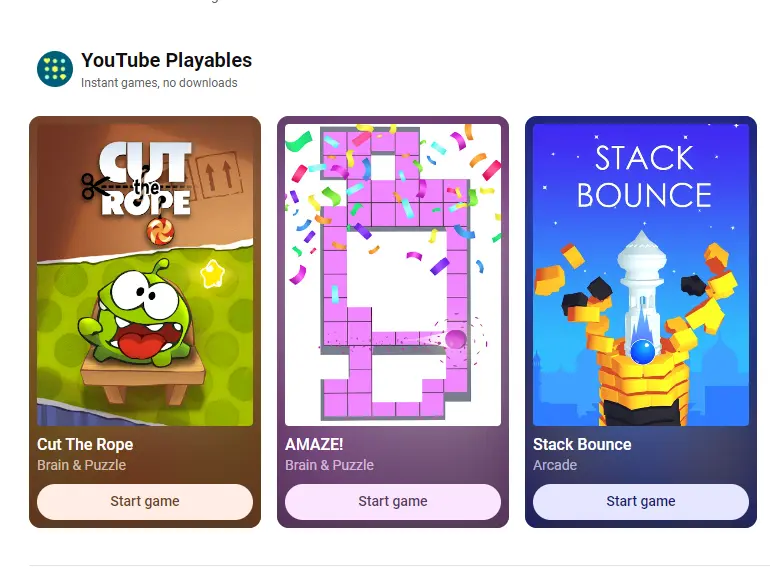 YouTube Playables
Instant games, no downloads
CUT
the
ROPE
STACK
BOUNCE
Cut The Rope
Brain & Puzzle
Start game
AMAZE!
Brain & Puzzle
Start game
Stack Bounce
Arcade
Start game